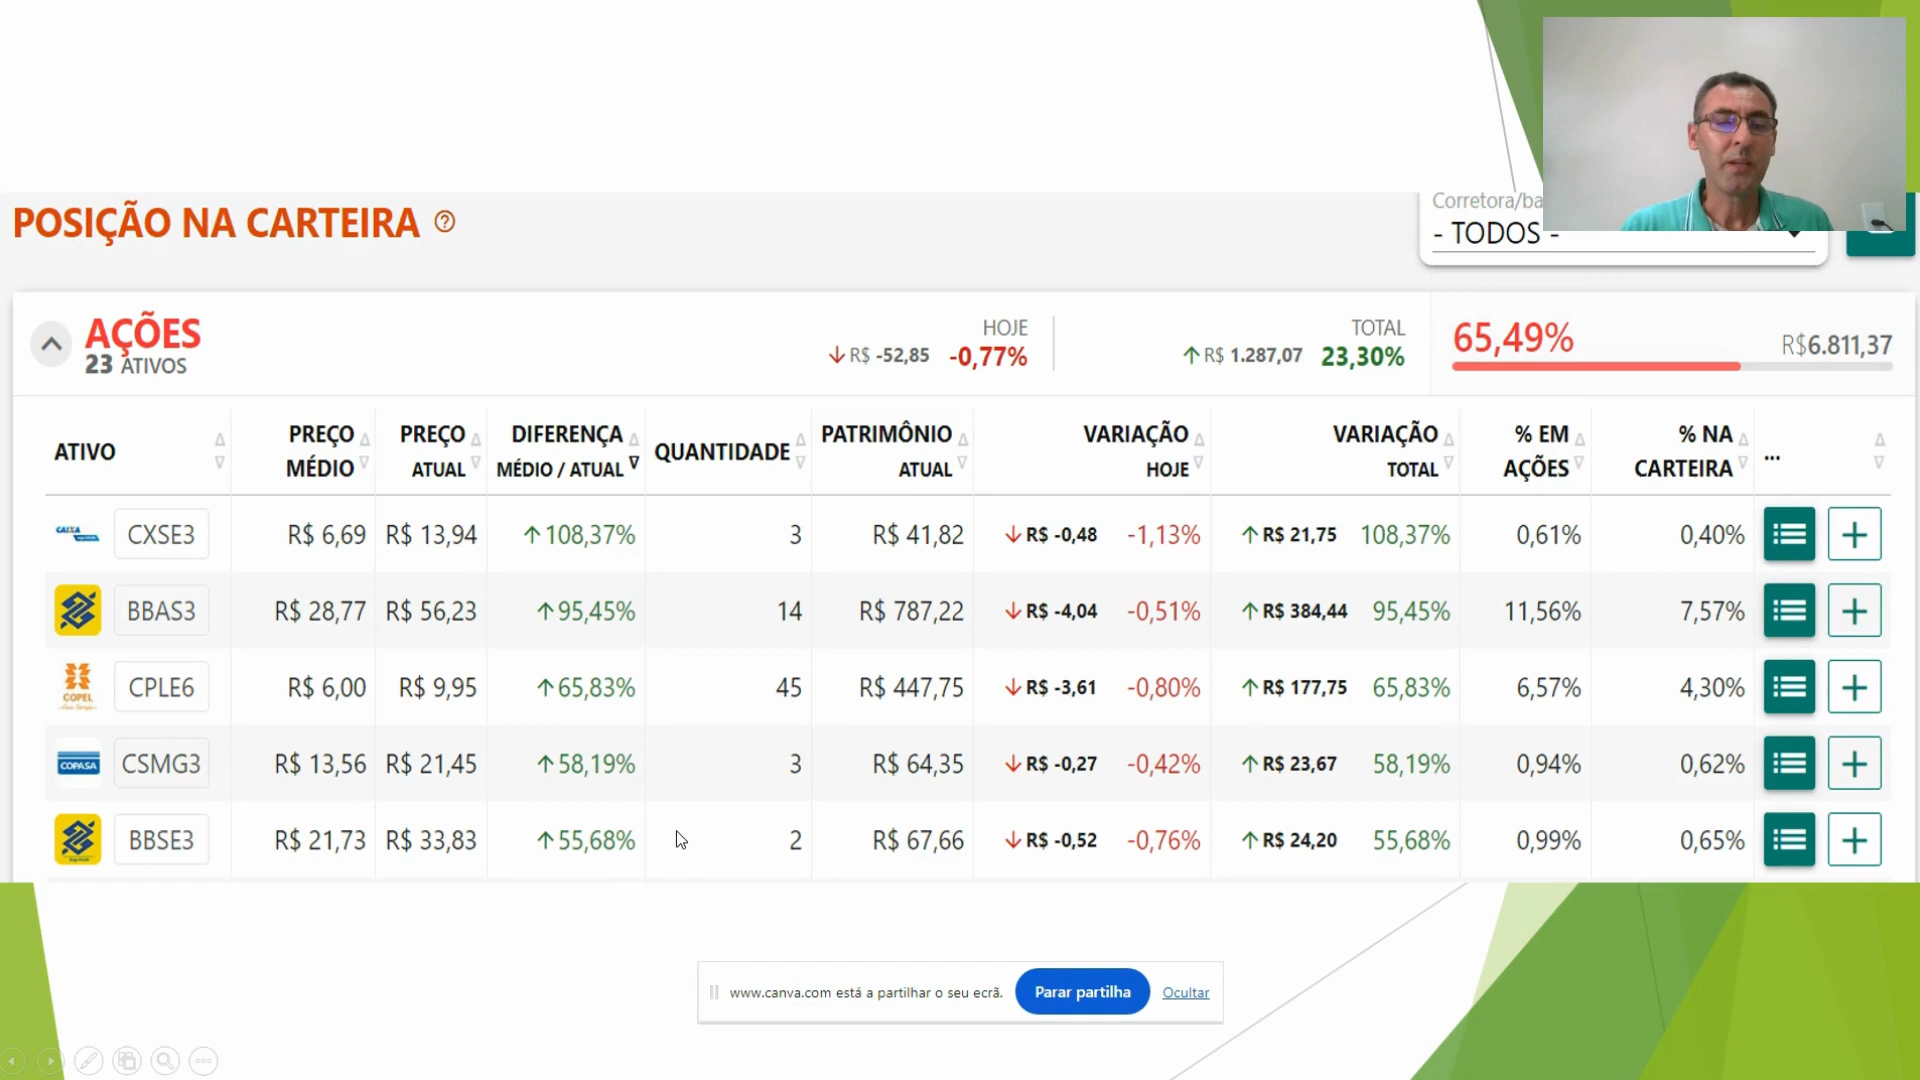 Corretora/ba
- TODOS -
POSIÇÃO NA CARTEIRA ?
AÇÕES
23 ATIVOS
HOJE
R$ -52,85 -0,77%
TOTAL
R$ 1.287,07 23,30%
65,49% R$6.811,37
ATIVO PREÇO MÉDIO PREÇO ATUAL DIFERENÇA MÉDIO / ATUAL QUANTIDADE PATRIMÔNIO ATUAL VARIAÇÃO HOJE VARIAÇÃO TOTAL % EM AÇÕES % NA CARTEIRA ...
CAIXA CXSE3 R$ 6,69 R$ 13,94 108,37% 3 R$ 41,82 R$ -0,48 -1,13% R$ 21,75 108,37% 0,61% 0,40%
BBAS3 R$ 28,77 R$ 56,23 95,45% 14 R$ 787,22 R$ -4,04 -0,51% R$ 384,44 95,45% 11,56% 7,57%
COPEL CPLE6 R$ 6,00 R$ 9,95 65,83% 45 R$ 447,75 R$ -3,61 -0,80% R$ 177,75 65,83% 6,57% 4,30%
COPASA CSMG3 R$ 13,56 R$ 21,45 58,19% 3 R$ 64,35 R$ -0,27 -0,42% R$ 23,67 58,19% 0,94% 0,62%
BBSE3 R$ 21,73 R$ 33,83 55,68% 2 R$ 67,66 R$ -0,52 -0,76% R$ 24,20 55,68% 0,99% 0,65%
www.canva.com está a partilhar o seu ecrã. Parar partilha Ocultar